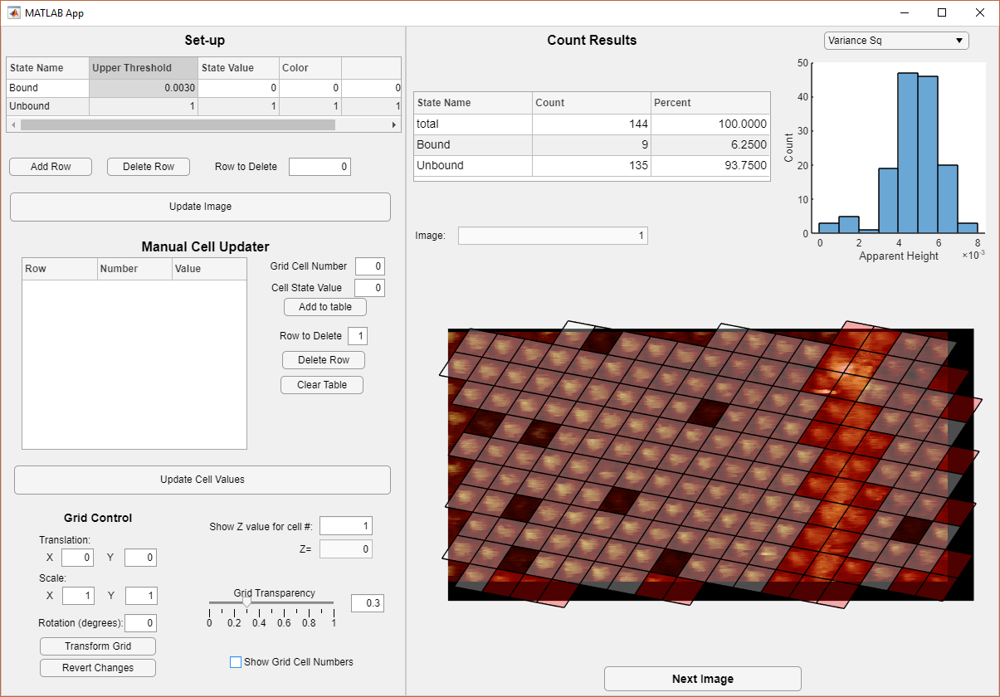 MATLAB App
Set-up
State Name Upper Threshold State Value Color
Bound 0.0030 0 0 0
Unbound 1 1 1 1
Add Row Delete Row Row to Delete 0
Update Image
Manual Cell Updater
Row Number Value
Grid Cell Number 0
Cell State Value 0
Add to table
Row to Delete 1
Delete Row
Clear Table
Update Cell Values
Grid Control
Translation:
X 0 Y 0
Scale:
X 1 Y 1
Rotation (degrees): 0
Transform Grid
Revert Changes
Show Z value for cell #: 1
Z= 0
Grid Transparency
0.3
0 0.2 0.4 0.6 0.8 1
Show Grid Cell Numbers
Count Results
State Name Count Percent
total 144 100.0000
Bound 9 6.2500
Unbound 135 93.7500
Image: 1
Variance Sq
50
40
30
20
10
0
Count
0 2 4 6 8
Apparent Height ×10-3
Next Image